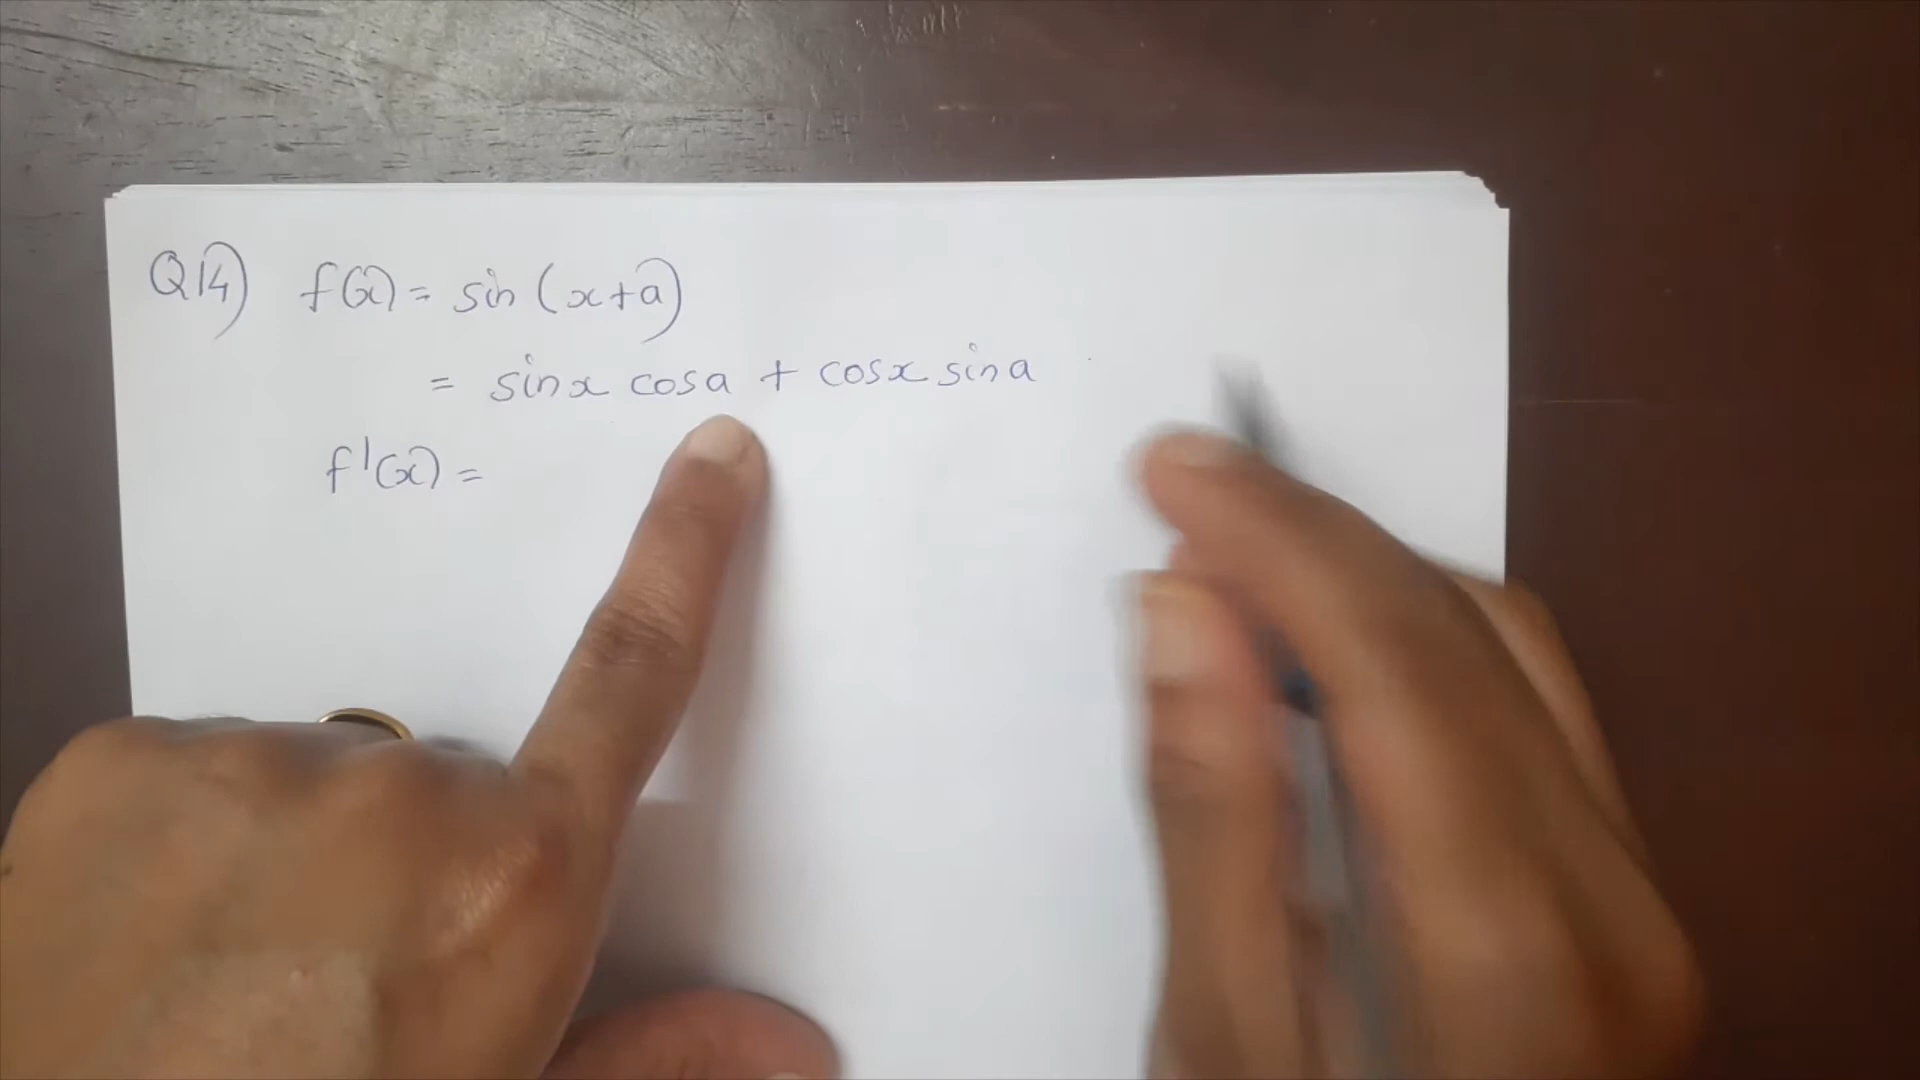 Q14) f(x) = sin (x+a)
= sinx cosa + cosx sina
f'(x) =